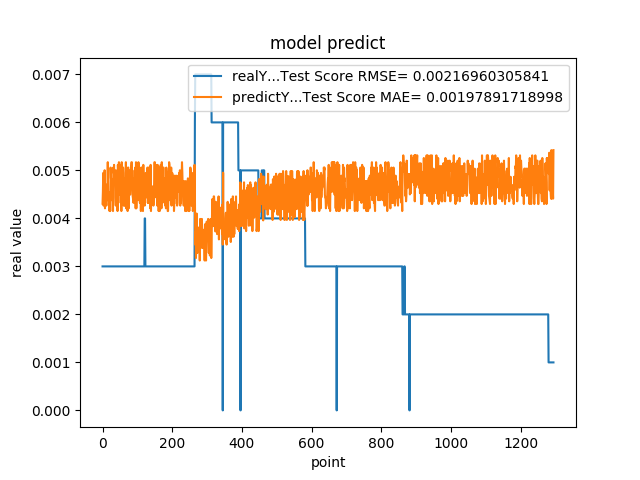 model predict
realY...Test Score RMSE= 0.00216960305841
predictY...Test Score MAE= 0.00197891718998
real value
0.007
0.006
0.005
0.004
0.003
0.002
0.001
0.000
0 200 400 600 800 1000 1200
point